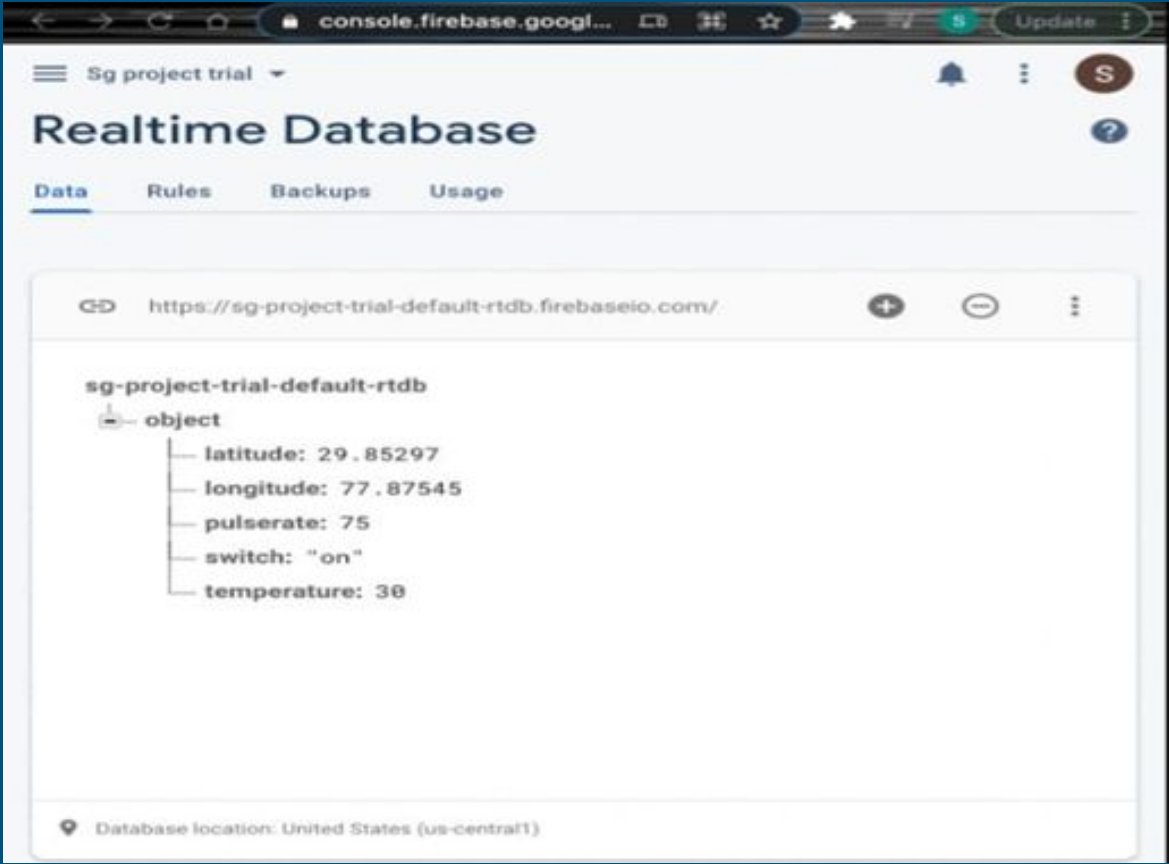 console.firebase.googl... S Update
Sg project trial S
Realtime Database
Data Rules Backups Usage
https://sg-project-trial-default-rtdb.firebaseio.com/
sg-project-trial-default-rtdb
object
latitude: 29.85297
longitude: 77.87545
pulserate: 75
switch: "on"
temperature: 30
Database location: United States (us-central1)